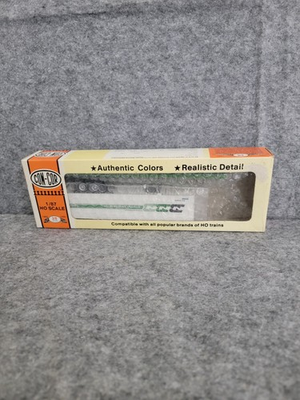 ★Authentic Colors ★Realistic Detail
CON-COR
1/87
HO SCALE
Compatible with all popular brands of HO trains